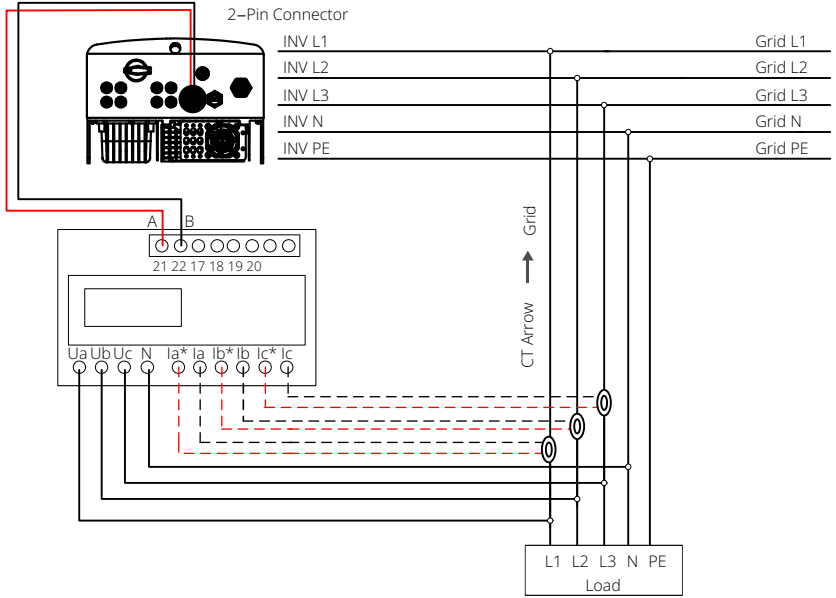 2–Pin Connector
INV L1 Grid L1
INV L2 Grid L2
INV L3 Grid L3
INV N Grid N
INV PE Grid PE
A B
21 22 17 18 19 20
CT Arrow Grid
Ua Ub Uc N Ia* Ia Ib* Ib Ic* Ic
L1 L2 L3 N PE
Load